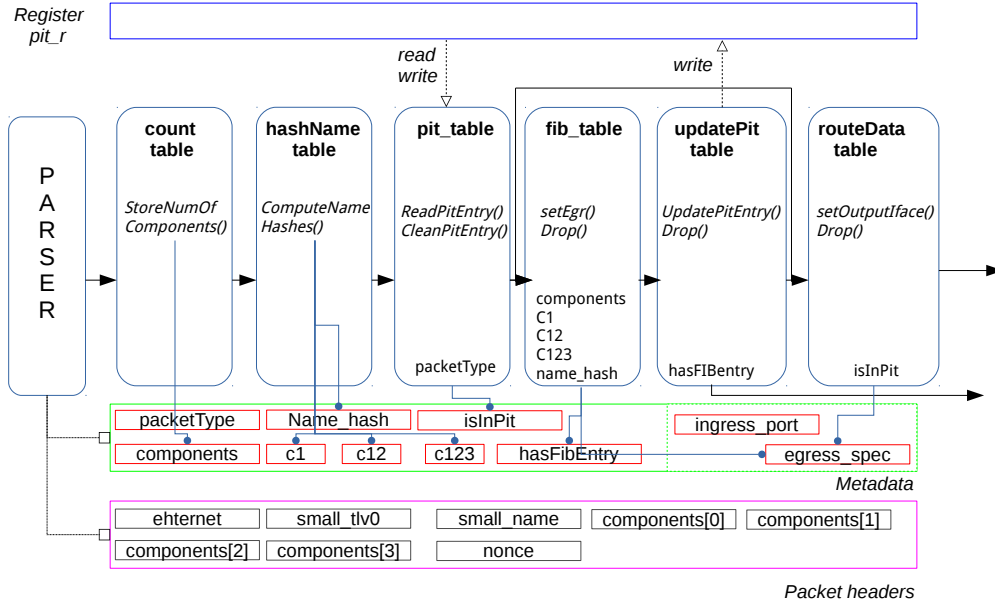 Register
pit_r
read
write
write
P
A
R
S
E
R
count
table
StoreNumOf
Components()
hashName
table
ComputeName
Hashes()
pit_table
ReadPitEntry()
CleanPitEntry()
packetType
fib_table
setEgr()
Drop()
components
C1
C12
C123
name_hash
updatePit
table
UpdatePitEntry()
Drop()
hasFIBentry
routeData
table
setOutputIface()
Drop()
isInPit
packetType
Name_hash
isInPit
ingress_port
components
c1
c12
c123
hasFibEntry
egress_spec
Metadata
ehternet
small_tlv0
small_name
components[0]
components[1]
components[2]
components[3]
nonce
Packet headers